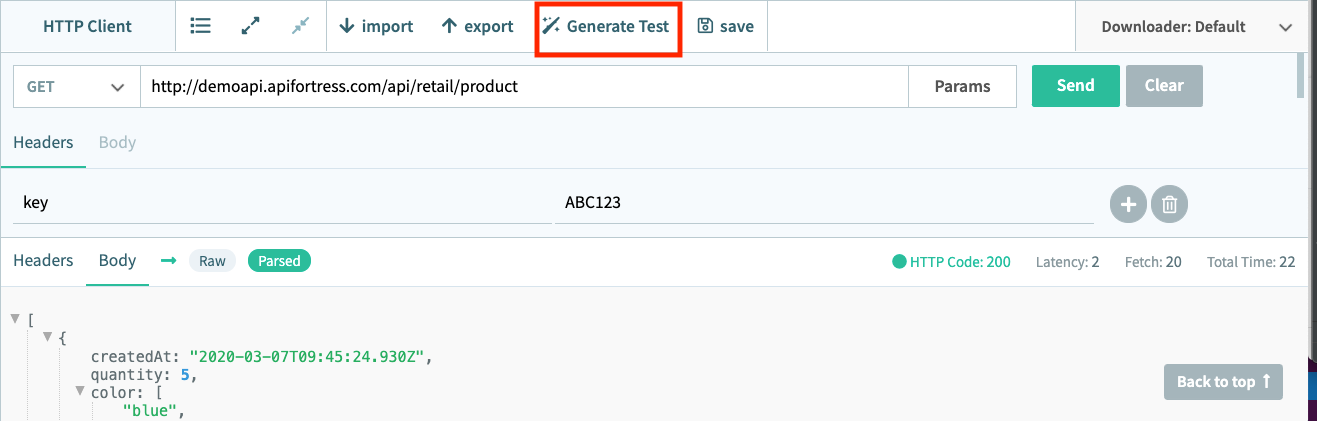 HTTP Client import export Generate Test save Downloader: Default
GET http://demoapi.apifortress.com/api/retail/product Params Send Clear
Headers Body
key ABC123
Headers Body Raw Parsed HTTP Code: 200 Latency: 2 Fetch: 20 Total Time: 22
[
{
createdAt: "2020-03-07T09:45:24.930Z",
quantity: 5,
color: [
"blue",
Back to top ↑